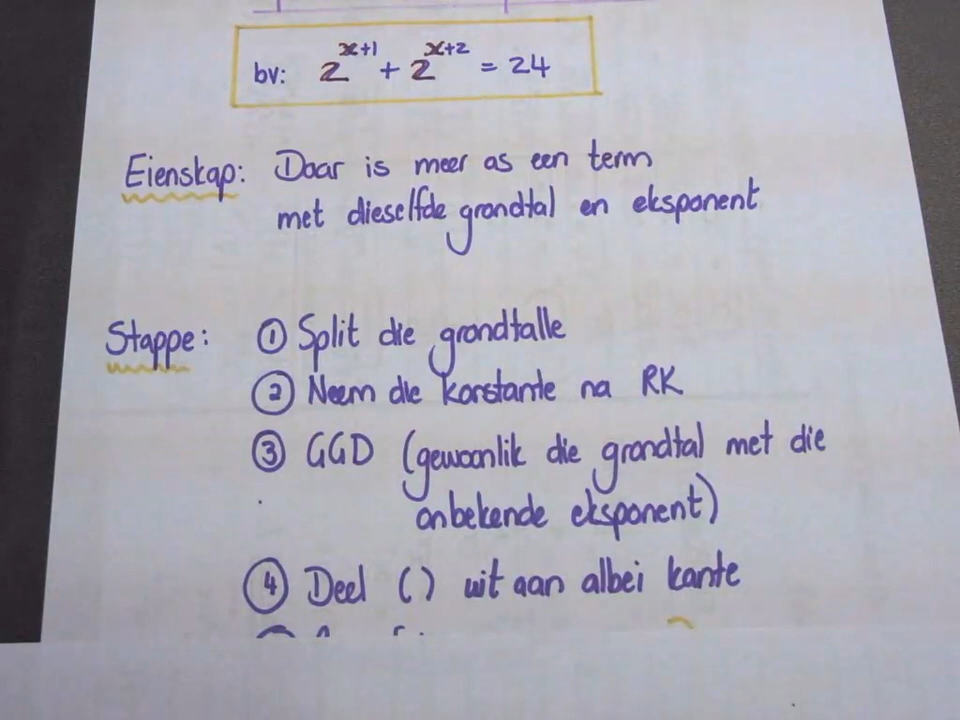 bv: 2^{x+1} + 2^{x+2} = 24
Eienskap: Daar is meer as een term
met dieselfde grondtal en eksponent
Stappe: ① Split die grondtalle
② Neem die konstante na RK
③ GGD (gewoonlik die grondtal met die
onbekende eksponent)
④ Deel ( ) uit aan albei kante